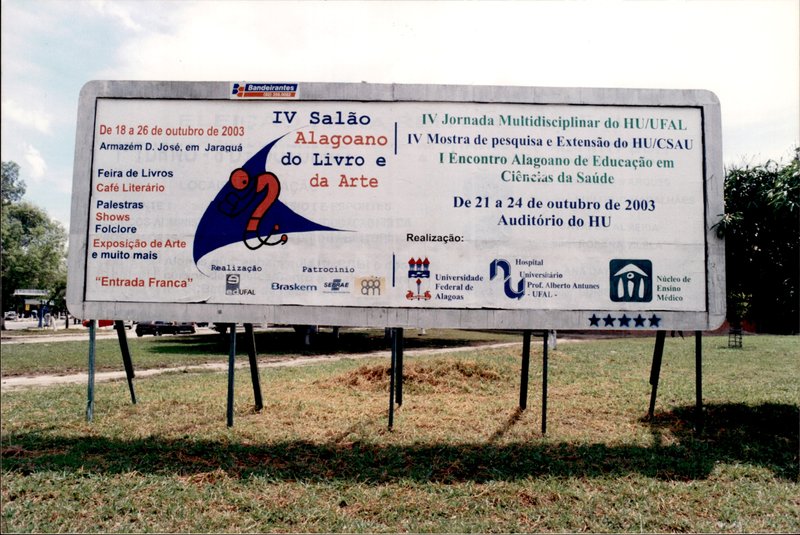 Bandeirantes
De 18 a 26 de outubro de 2003
Armazém D. José, em Jaraguá
Feira de Livros
Café Literário
Palestras
Shows
Folclore
Exposição de Arte
e muito mais
"Entrada Franca"
IV Salão
Alagoano
do Livro e
da Arte
Realização
Patrocínio
UFAL
Braskem
SEBRAE
IV Jornada Multidisciplinar do HU/UFAL
IV Mostra de pesquisa e Extensão do HU/CSAU
I Encontro Alagoano de Educação em
Ciências da Saúde
De 21 a 24 de outubro de 2003
Auditório do HU
Realização:
Universidade
Federal de
Alagoas
Hospital
Universitário
Prof. Alberto Antunes
- UFAL -
Núcleo de
Ensino
Médico